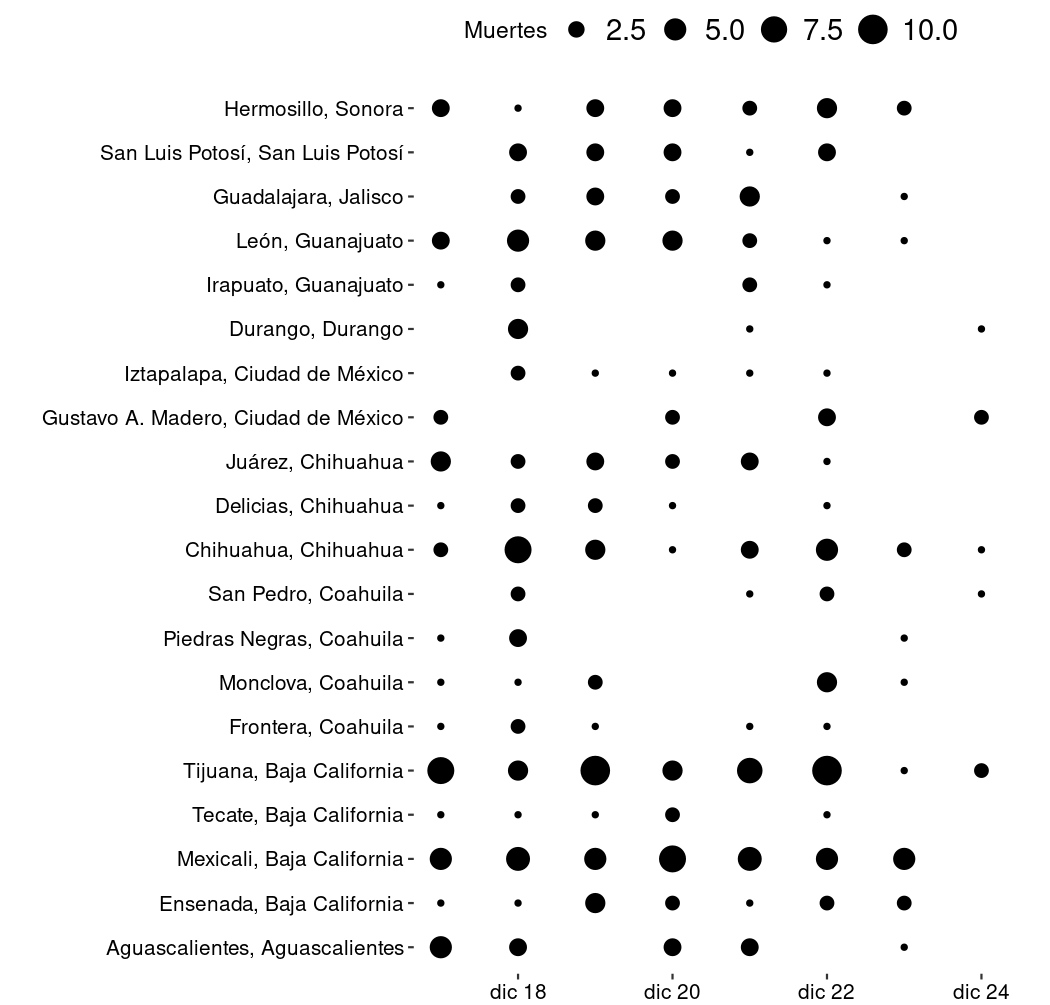 Muertes 2.5 5.0 7.5 10.0
Hermosillo, Sonora
San Luis Potosí, San Luis Potosí
Guadalajara, Jalisco
León, Guanajuato
Irapuato, Guanajuato
Durango, Durango
Iztapalapa, Ciudad de México
Gustavo A. Madero, Ciudad de México
Juárez, Chihuahua
Delicias, Chihuahua
Chihuahua, Chihuahua
San Pedro, Coahuila
Piedras Negras, Coahuila
Monclova, Coahuila
Frontera, Coahuila
Tijuana, Baja California
Tecate, Baja California
Mexicali, Baja California
Ensenada, Baja California
Aguascalientes, Aguascalientes
dic 18 dic 20 dic 22 dic 24